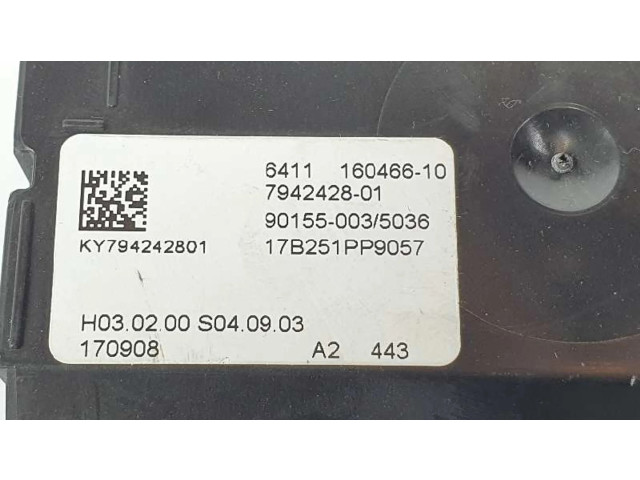 6411 160466-10
7942428-01
90155-003/5036
KY794242801 17B251PP9057
H03.02.00 S04.09.03
170908 A2 443